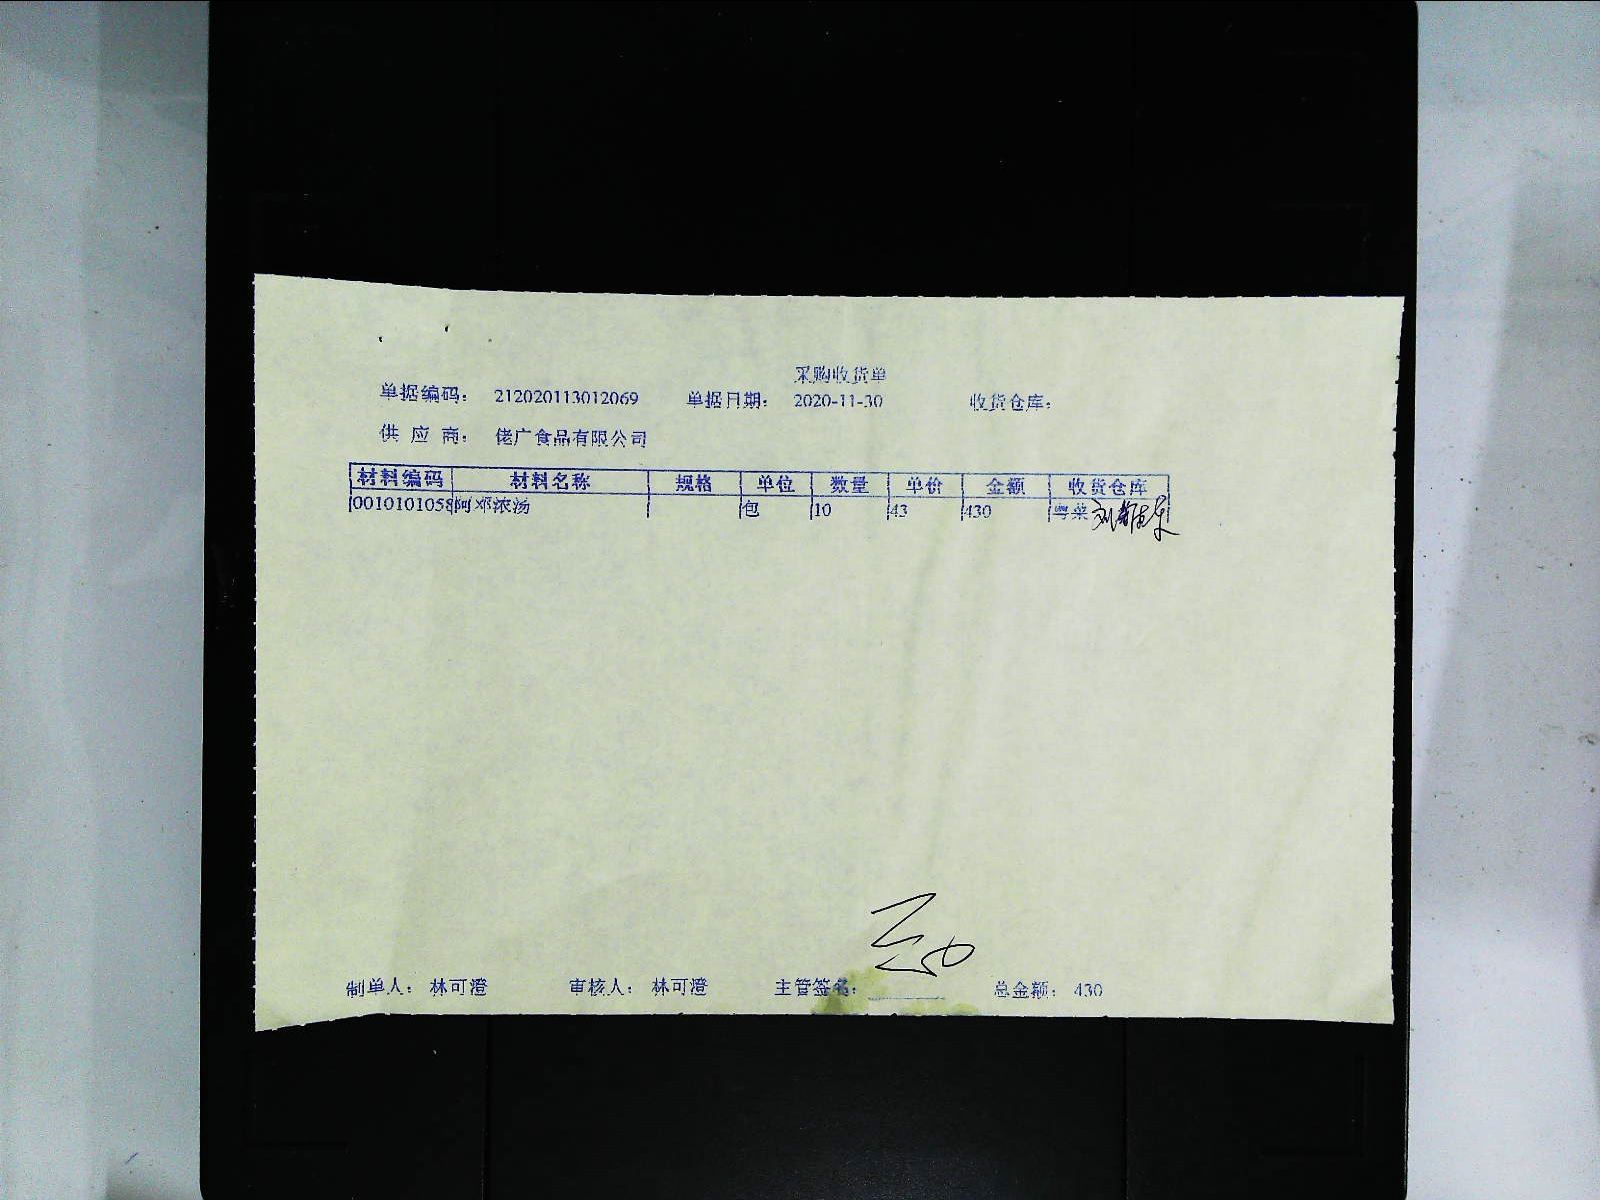 采购收货单
单据编码： 212020113012069 单据日期： 2020-11-30 收货仓库：
供 应 商： 佬广食品有限公司
材料编码 材料名称 规格 单位 数量 单价 金额 收货仓库
0010101058 阿邓浓汤 包 10 43 430 粤菜
制单人： 林可澄 审核人： 林可澄 主管签名： 总金额： 430